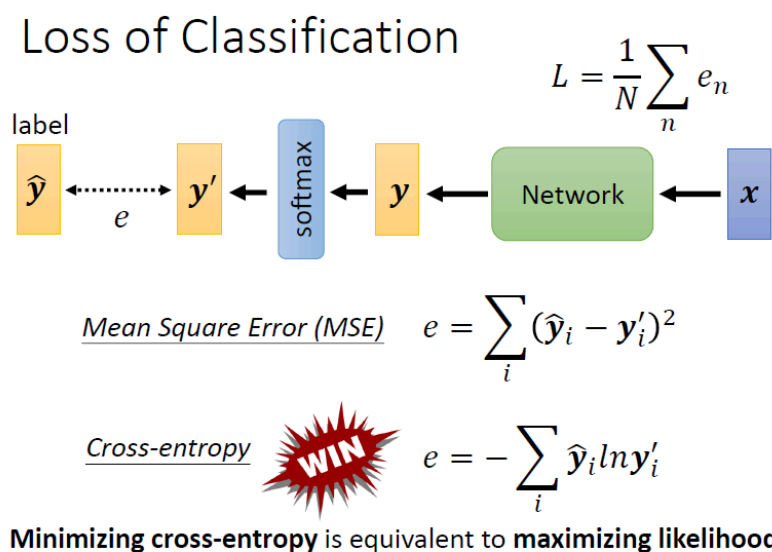 Loss of Classification
L = 1/N ∑_n e_n
label
ŷ e y′ softmax y Network x
Mean Square Error (MSE) e = ∑_i (ŷ_i − y′_i)²
Cross-entropy WIN e = − ∑_i ŷ_i lny′_i
Minimizing cross-entropy is equivalent to maximizing likelihood